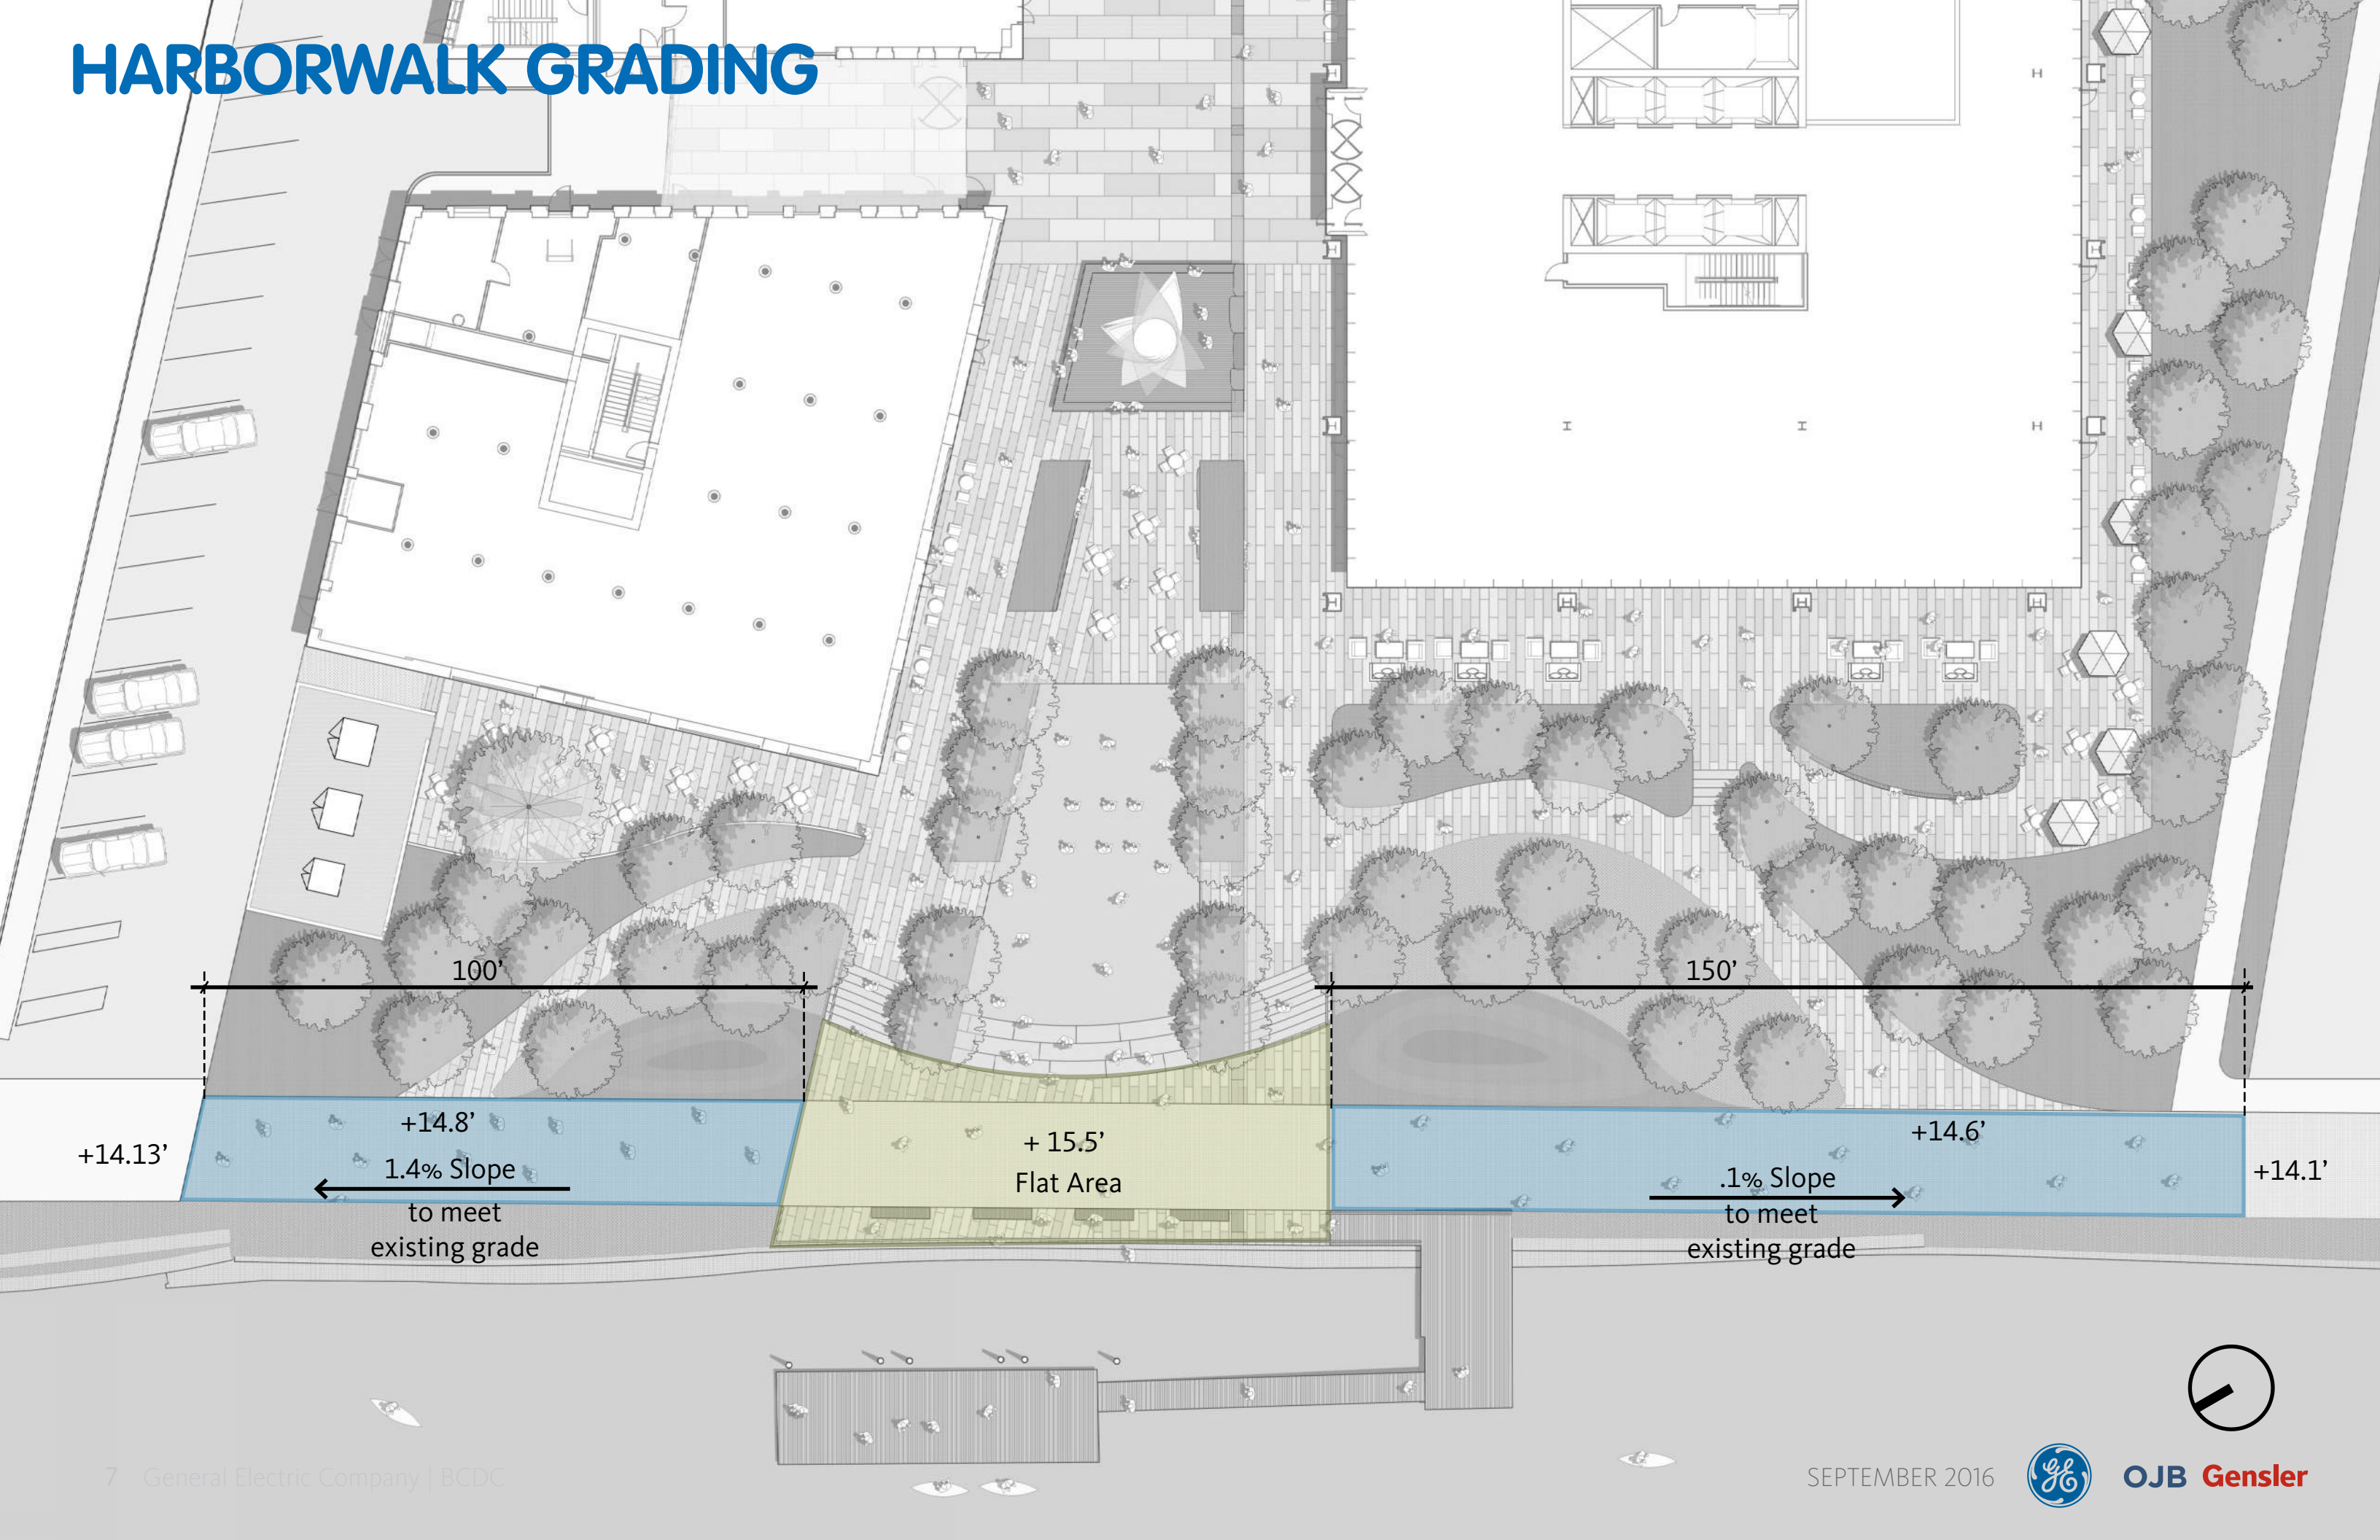 HARBORWALK GRADING
100’
150’
+14.13’
+14.8’
1.4% Slope
to meet
existing grade
+ 15.5’
Flat Area
+14.6’
.1% Slope
to meet
existing grade
+14.1’
7 General Electric Company | BCDC
SEPTEMBER 2016
GE
OJB Gensler